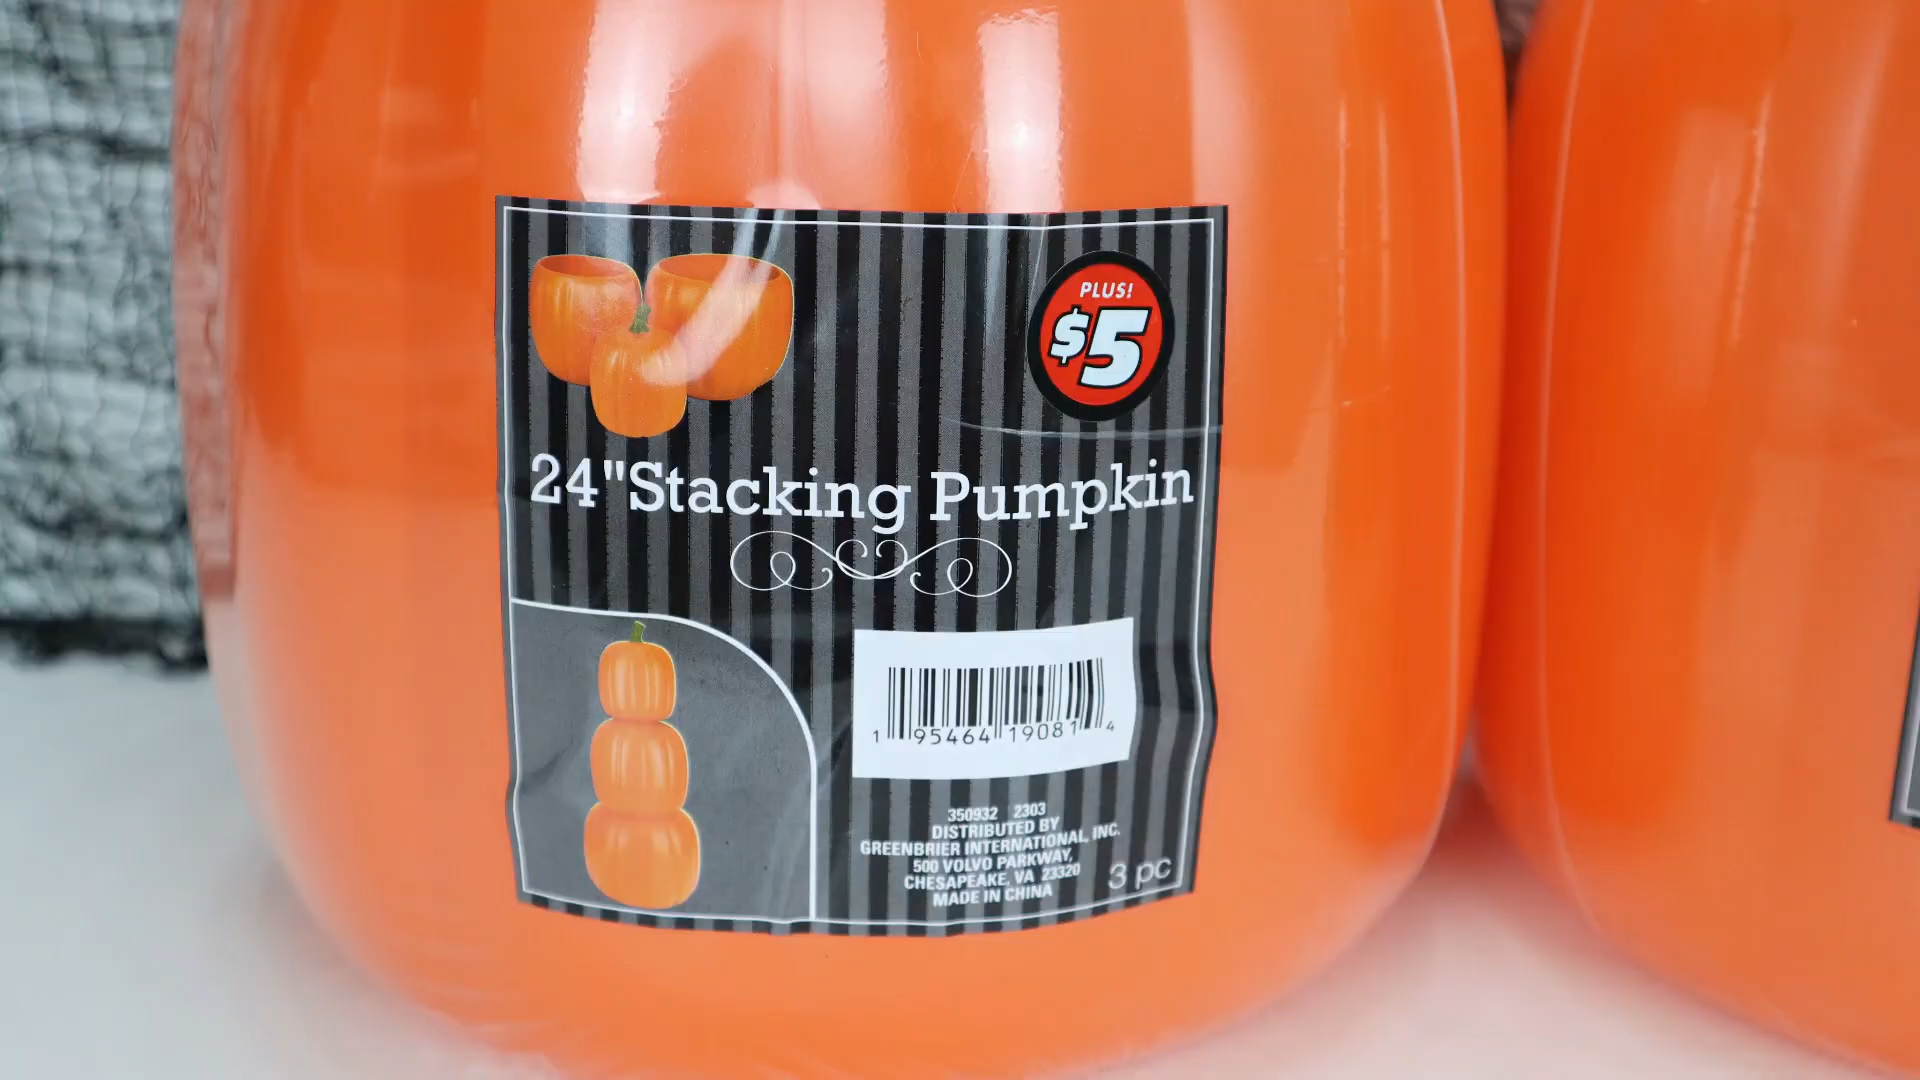 PLUS!
$5
24"Stacking Pumpkin
1 95464 19081 4
350932 2303
DISTRIBUTED BY
GREENBRIER INTERNATIONAL, INC.
500 VOLVO PARKWAY,
CHESAPEAKE, VA 23320
MADE IN CHINA
3 pc